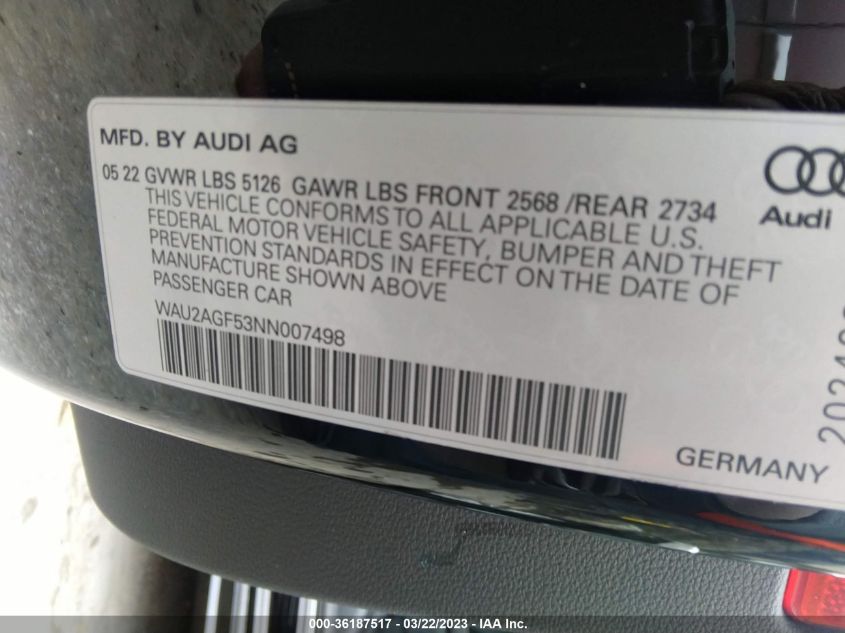 MFD. BY AUDI AG
05 22 GVWR LBS 5126 GAWR LBS FRONT 2568 /REAR 2734
THIS VEHICLE CONFORMS TO ALL APPLICABLE U.S.
FEDERAL MOTOR VEHICLE SAFETY, BUMPER AND THEFT
PREVENTION STANDARDS IN EFFECT ON THE DATE OF
MANUFACTURE SHOWN ABOVE
PASSENGER CAR
WAU2AGF53NN007498
Audi
GERMANY
000-36187517 - 03/22/2023 - IAA Inc.